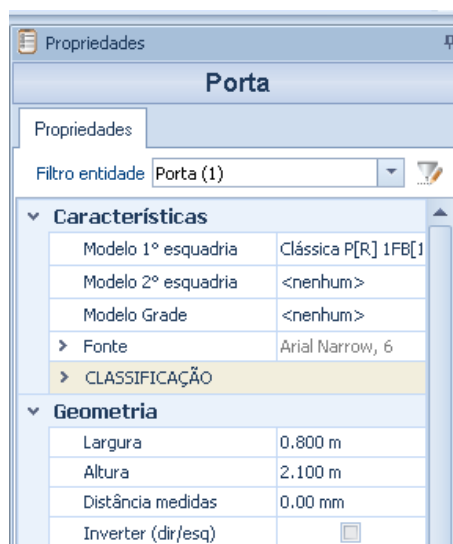 Propriedades
Porta
Propriedades
Filtro entidade Porta (1)
Características
Modelo 1º esquadria Clássica P[R] 1FB[1
Modelo 2º esquadria <nenhum>
Modelo Grade <nenhum>
Fonte Arial Narrow, 6
CLASSIFICAÇÃO
Geometria
Largura 0.800 m
Altura 2.100 m
Distância medidas 0.00 mm
Inverter (dir/esq)